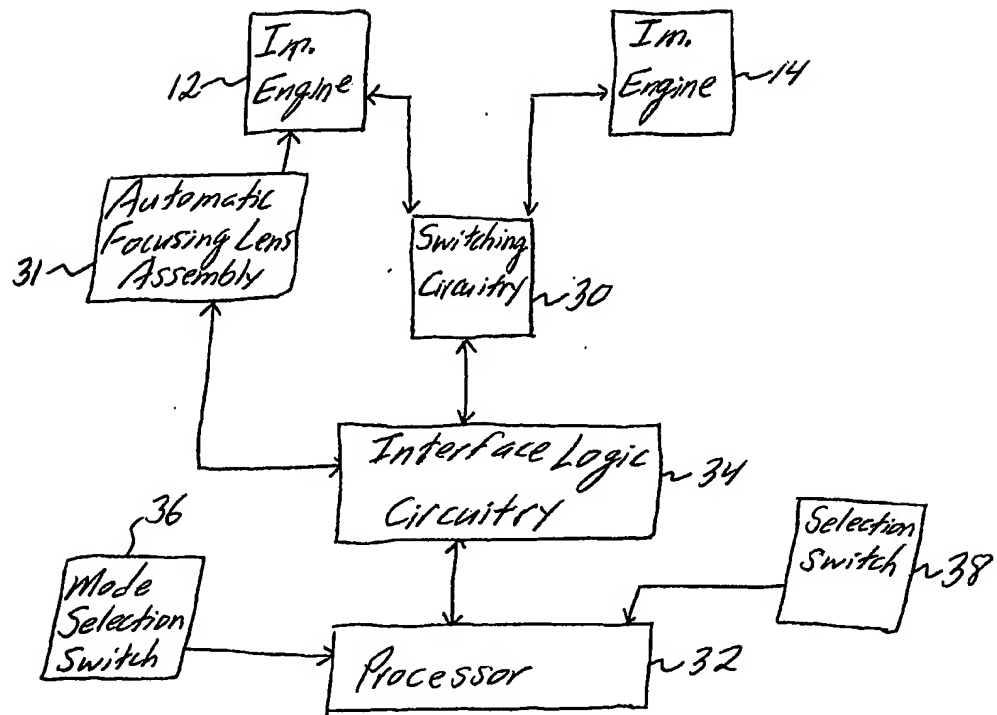 Im.
Engine
12
Im.
Engine
14
Automatic
Focusing Lens
Assembly
31
Switching
Circuitry
30
Interface Logic
Circuitry
34
36
Mode
Selection
Switch
Selection
Switch
38
Processor
32